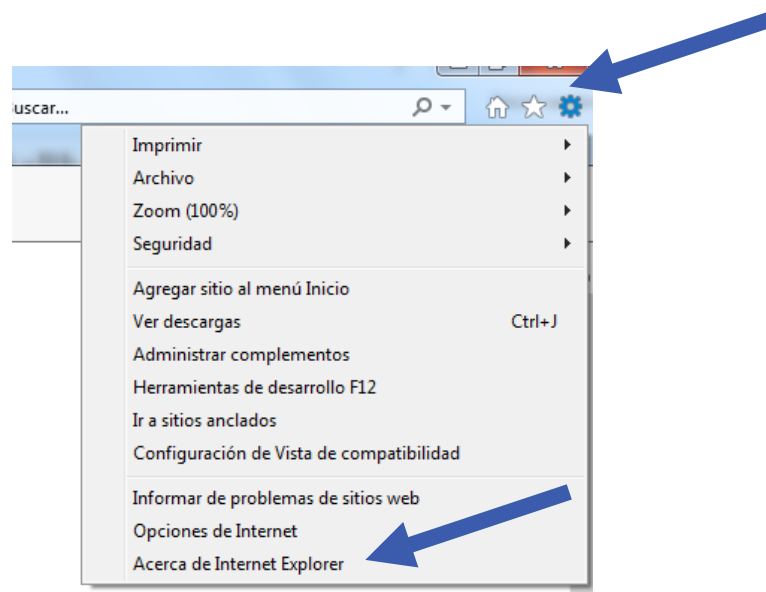 uscar...
Imprimir
Archivo
Zoom (100%)
Seguridad
Agregar sitio al menú Inicio
Ver descargas Ctrl+J
Administrar complementos
Herramientas de desarrollo F12
Ir a sitios anclados
Configuración de Vista de compatibilidad
Informar de problemas de sitios web
Opciones de Internet
Acerca de Internet Explorer